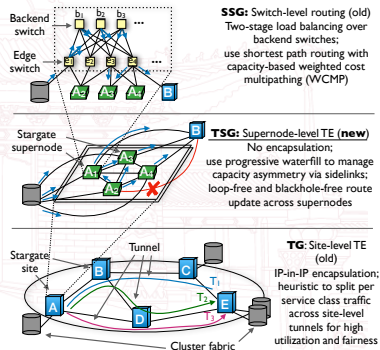 SSG: Switch-level routing (old)
Two-stage load balancing over
backend switches;
use shortest path routing with
capacity-based weighted cost
multipathing (WCMP)
Backend
switch
b1 b2 b3 ...
Edge
switch
e1 e2 e3 e4 ...
A2 A3 A4 B
TSG: Supernode-level TE (new)
No encapsulation;
use progressive waterfill to manage
capacity asymmetry via sidelinks;
loop-free and blackhole-free route
update across supernodes
Stargate
supernode
B
A3
A1 A4
A2
TG: Site-level TE
(old)
IP-in-IP encapsulation;
heuristic to split per
service class traffic
across site-level
tunnels for high
utilization and fairness
Stargate
site
Tunnel
B C
T1
A T2 E
D T3
Cluster fabric